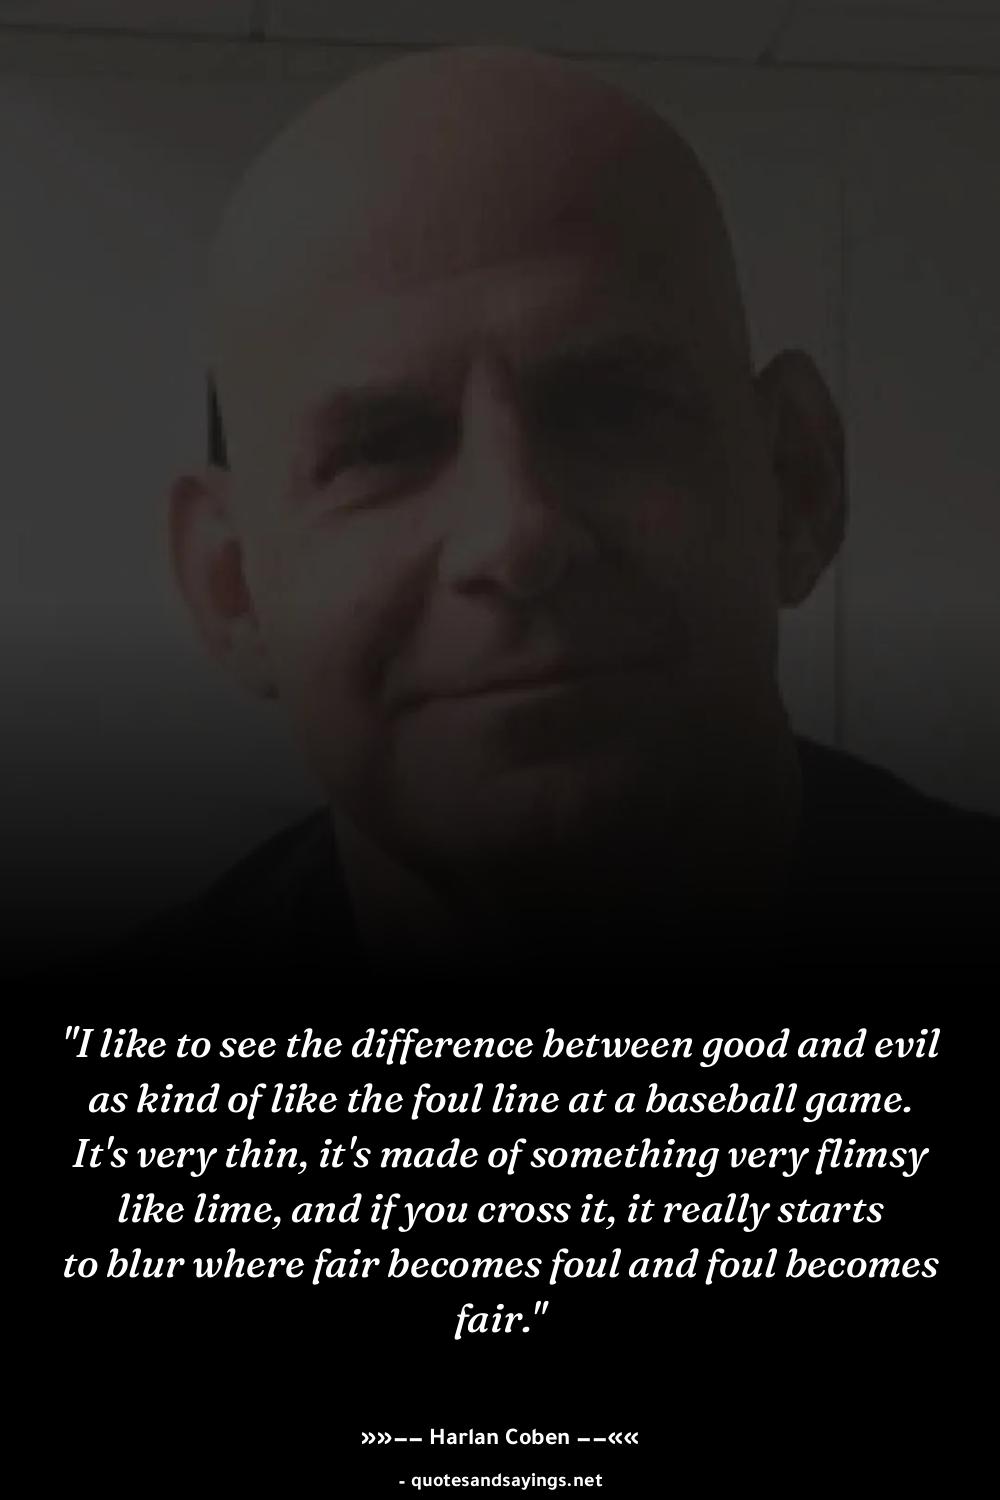 "I like to see the difference between good and evil
as kind of like the foul line at a baseball game.
It's very thin, it's made of something very flimsy
like lime, and if you cross it, it really starts
to blur where fair becomes foul and foul becomes
fair."
»»−− Harlan Coben −−««
- quotesandsayings.net